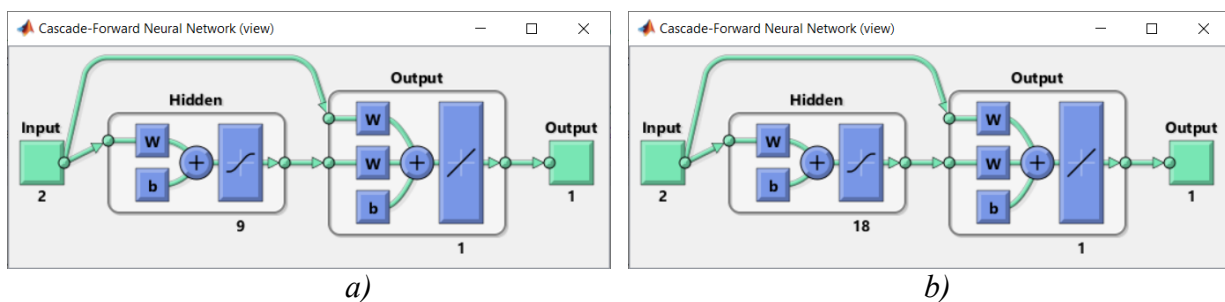 Cascade-Forward Neural Network (view)
Hidden
Output
Input
Output
W
W
W
b
b
2
9
1
1
a)
Cascade-Forward Neural Network (view)
Hidden
Output
Input
Output
W
W
W
b
b
2
18
1
1
b)